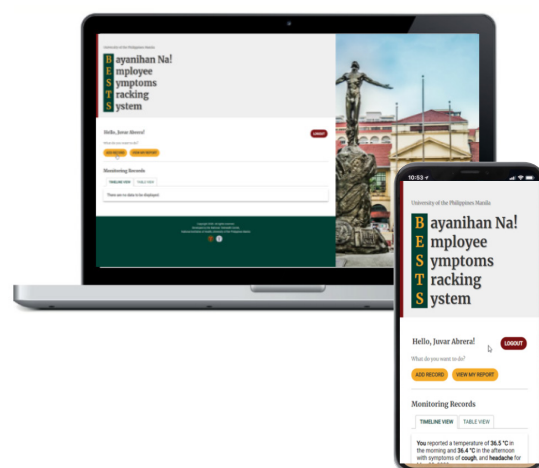 University of the Philippines Manila
Bayanihan Na!
Employee
Symptoms
Tracking
System
Hello, Juvar Abrera!
LOGOUT
What do you want to do?
ADD RECORD VIEW MY REPORT
Monitoring Records
TIMELINE VIEW TABLE VIEW
There are no data to be displayed!
10:53
University of the Philippines Manila
Bayanihan Na!
Employee
Symptoms
Tracking
System
Hello, Juvar Abrera!
LOGOUT
What do you want to do?
ADD RECORD VIEW MY REPORT
Monitoring Records
TIMELINE VIEW TABLE VIEW
You reported a temperature of 36.5 °C in
the morning and 36.4 °C in the afternoon
with symptoms of cough, and headache for